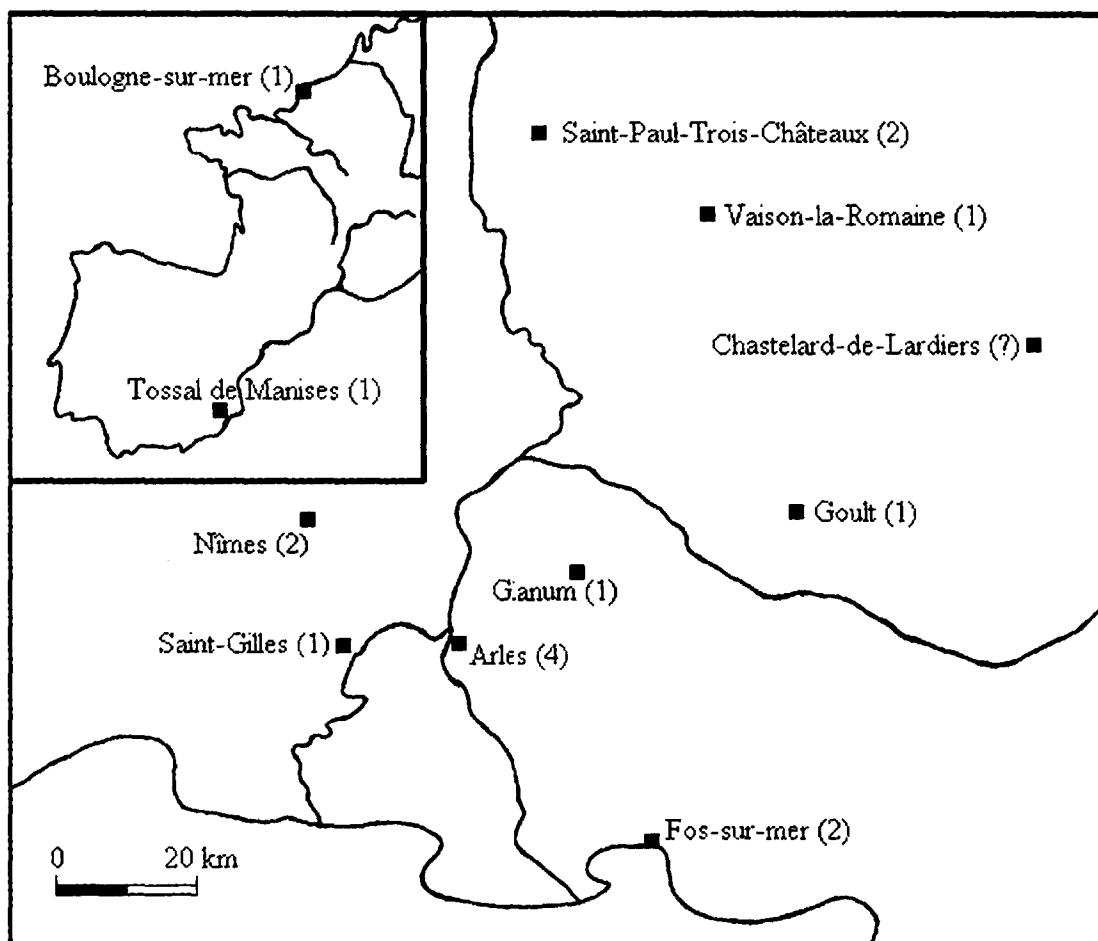 Boulogne-sur-mer (1)
Saint-Paul-Trois-Châteaux (2)
Vaison-la-Romaine (1)
Chastelard-de-Lardiers (?)
Tossal de Manises (1)
Goult (1)
Nîmes (2)
Glanum (1)
Saint-Gilles (1)
Arles (4)
Fos-sur-mer (2)
0 20 km